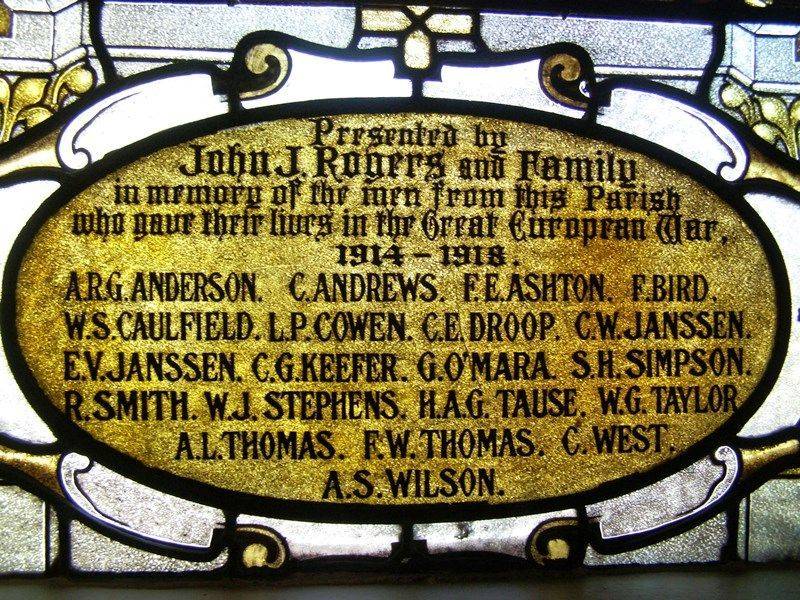 Presented by
John J. Rogers and Family
in memory of the men from this Parish
who gave their lives in the Great European War,
1914 - 1918.
A.R.G. ANDERSON. C. ANDREWS. F.E. ASHTON. F. BIRD.
W.S. CAULFIELD. L.P. COWEN. C.E. DROOP. C.W. JANSSEN.
E.V. JANSSEN. C.G. KEEFER. G. O'MARA. S.H. SIMPSON.
R. SMITH. W.J. STEPHENS. H.A.G. TAUSE. W.G. TAYLOR
A.L. THOMAS. F.W. THOMAS. C. WEST.
A.S. WILSON.